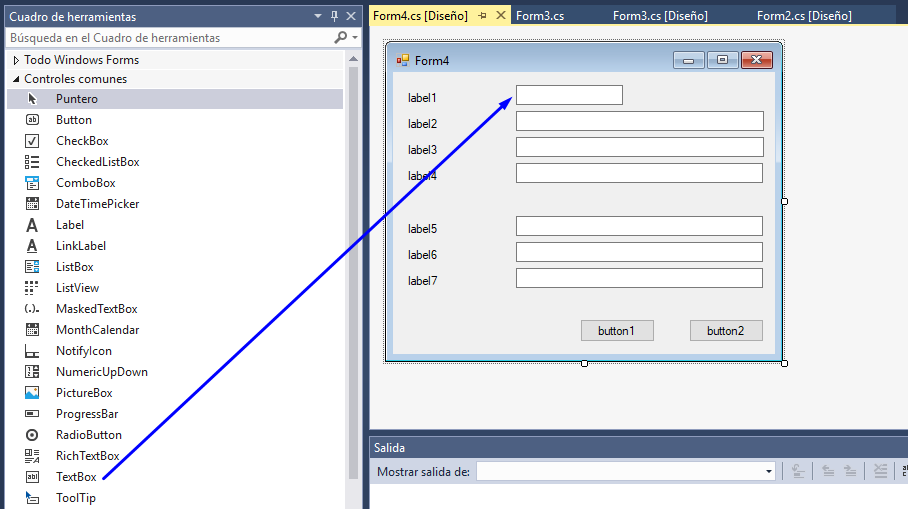 Cuadro de herramientas
Búsqueda en el Cuadro de herramientas
Todo Windows Forms
Controles comunes
Puntero
Button
CheckBox
CheckedListBox
ComboBox
DateTimePicker
Label
LinkLabel
ListBox
ListView
MaskedTextBox
MonthCalendar
NotifyIcon
NumericUpDown
PictureBox
ProgressBar
RadioButton
RichTextBox
TextBox
ToolTip
Form4.cs [Diseño] Form3.cs Form3.cs [Diseño] Form2.cs [Diseño]
Form4
label1
label2
label3
label4
label5
label6
label7
button1 button2
Salida
Mostrar salida de: